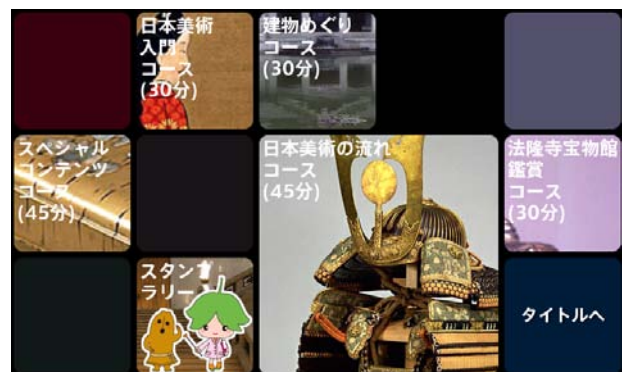 日本美術
入門
コース
(30分)
建物めぐり
コース
(30分)
スペシャル
コンテンツ
コース
(45分)
日本美術の流れ
コース
(45分)
法隆寺宝物館
鑑賞
コース
(30分)
スタンプ
ラリー
タイトルへ